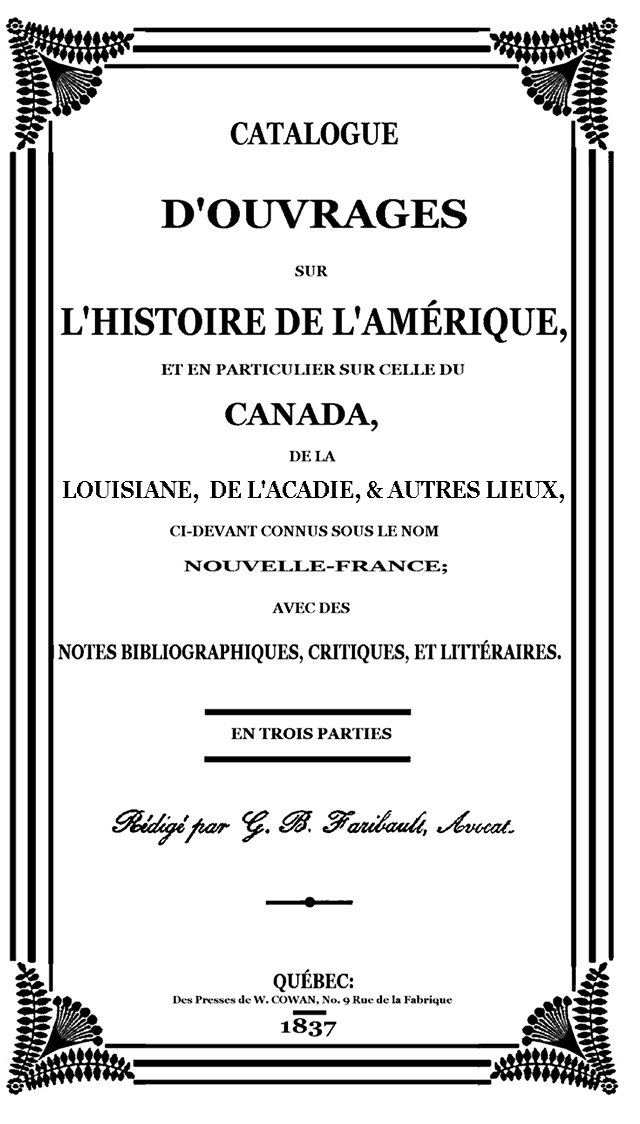 CATALOGUE
D'OUVRAGES
SUR
L'HISTOIRE DE L'AMÉRIQUE,
ET EN PARTICULIER SUR CELLE DU
CANADA,
DE LA
LOUISIANE, DE L'ACADIE, & AUTRES LIEUX,
CI-DEVANT CONNUS SOUS LE NOM
NOUVELLE-FRANCE;
AVEC DES
NOTES BIBLIOGRAPHIQUES, CRITIQUES, ET LITTÉRAIRES.
EN TROIS PARTIES
Rédigé par G. B. Faribault, Avocat.
QUÉBEC:
Des Presses de W. COWAN, No. 9 Rue de la Fabrique
1837